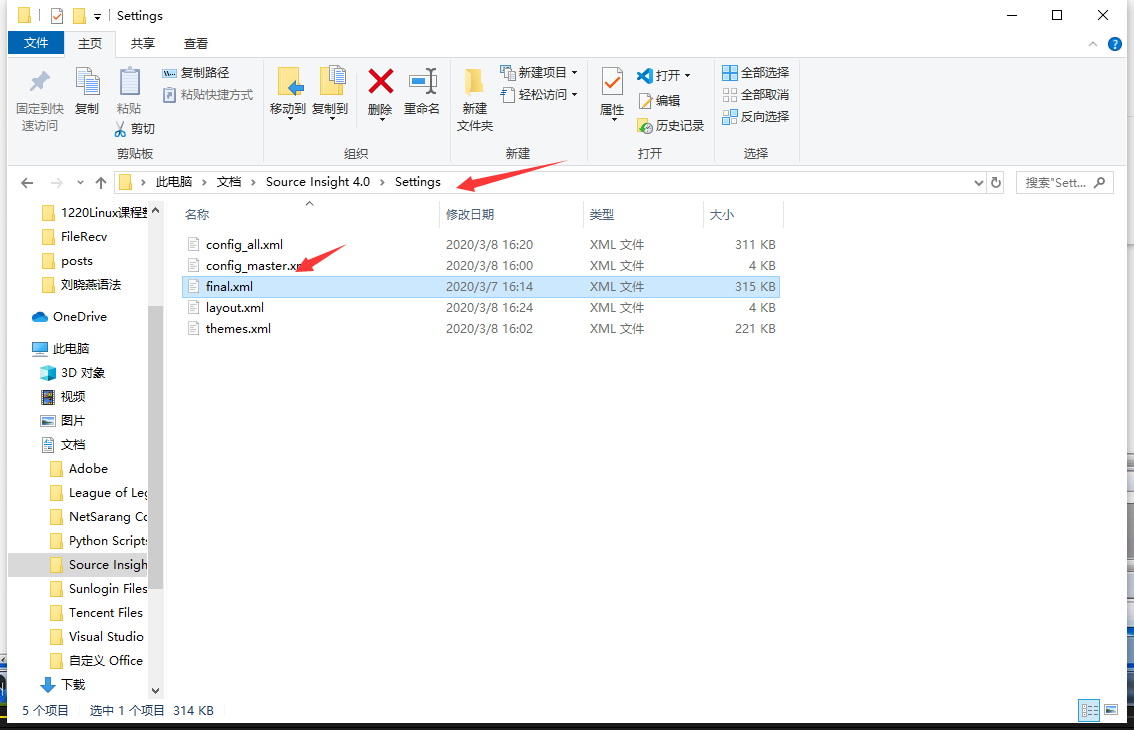 Settings
文件 主页 共享 查看
固定到快速访问
复制
粘贴
复制路径
粘贴快捷方式
剪切
剪贴板
移动到 复制到 删除 重命名
组织
新建
文件夹
新建项目
轻松访问
新建
属性
打开
编辑
历史记录
打开
全部选择
全部取消
反向选择
选择
此电脑 › 文档 › Source Insight 4.0 › Settings
搜索"Sett...
1220Linux课程整
FileRecv
posts
刘晓燕语法
OneDrive
此电脑
3D 对象
视频
图片
文档
Adobe
League of Leg
NetSarang Co
Python Scripts
Source Insigh
Sunlogin Files
Tencent Files
Visual Studio
自定义 Office
下载
名称 修改日期 类型 大小
config_all.xml 2020/3/8 16:20 XML 文件 311 KB
config_master.xm 2020/3/8 16:00 XML 文件 4 KB
final.xml 2020/3/7 16:14 XML 文件 315 KB
layout.xml 2020/3/8 16:24 XML 文件 4 KB
themes.xml 2020/3/8 16:02 XML 文件 221 KB
5 个项目 选中 1 个项目 314 KB